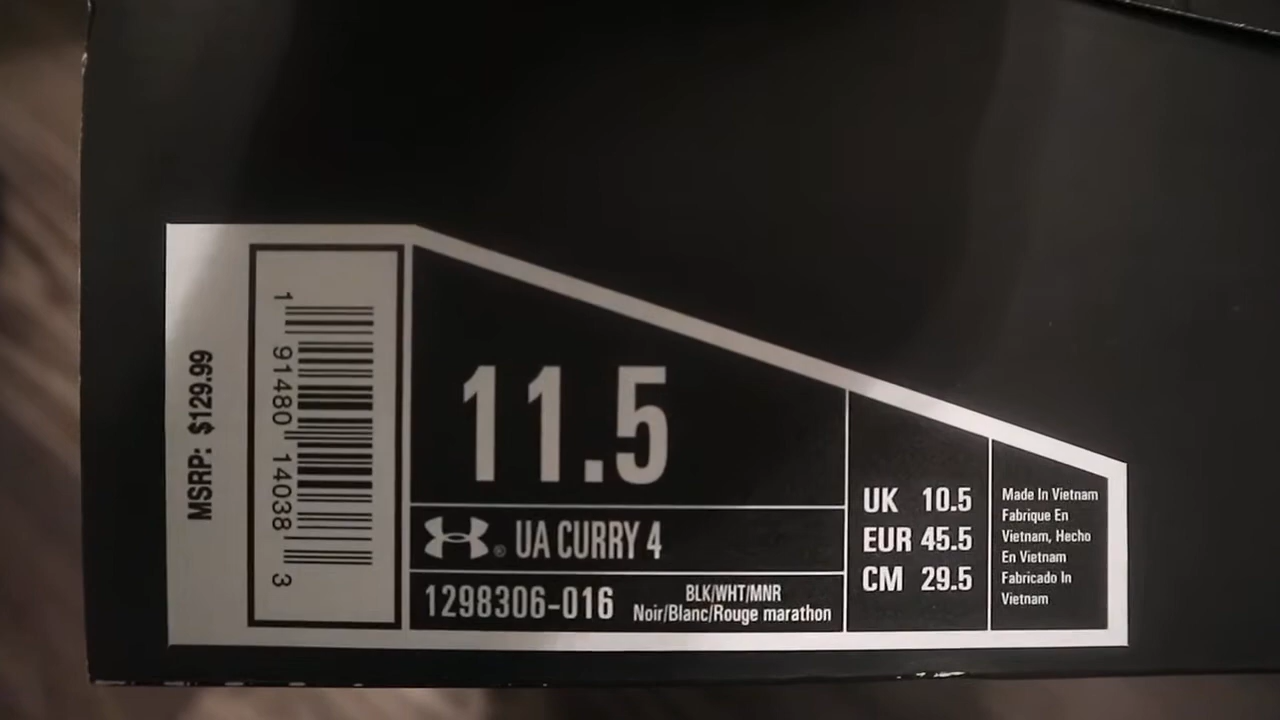 MSRP: $129.99
1 91480 14038 3
11.5
® UA CURRY 4
1298306-016
BLK/WHT/MNR
Noir/Blanc/Rouge marathon
UK 10.5
EUR 45.5
CM 29.5
Made In Vietnam
Fabrique En
Vietnam, Hecho
En Vietnam
Fabricado In
Vietnam